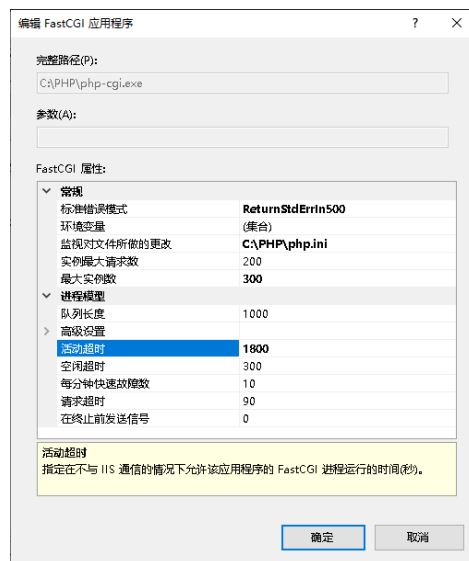 编辑 FastCGI 应用程序 ? ×
完整路径(P):
C:\PHP\php-cgi.exe
参数(A):
FastCGI 属性:
常规
标准错误模式 ReturnStdErrIn500
环境变量 (集合)
监视对文件所做的更改 C:\PHP\php.ini
实例最大请求数 200
最大实例数 300
进程模型
队列长度 1000
高级设置
活动超时 1800
空闲超时 300
每分钟快速故障数 10
请求超时 90
在终止前发送信号 0
活动超时
指定在不与 IIS 通信的情况下允许该应用程序的 FastCGI 进程运行的时间(秒)。
确定 取消